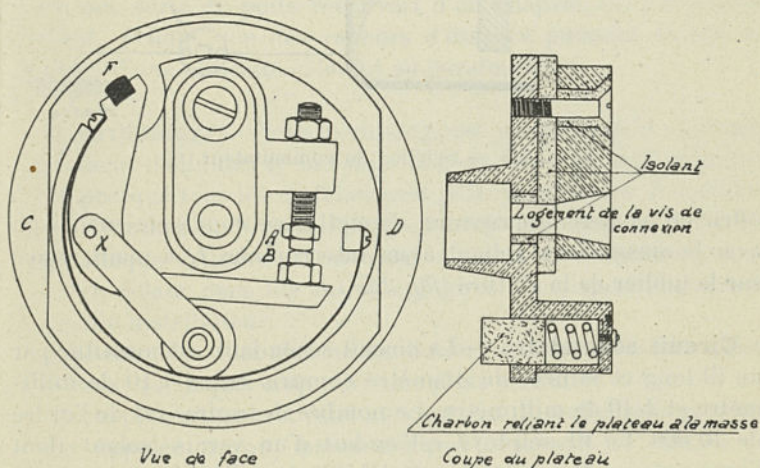 F
C
X
A
B
D
Isolant
Logement de la vis de
connexion
Charbon reliant le plateau a la masse
Vue de face
Coupe du plateau